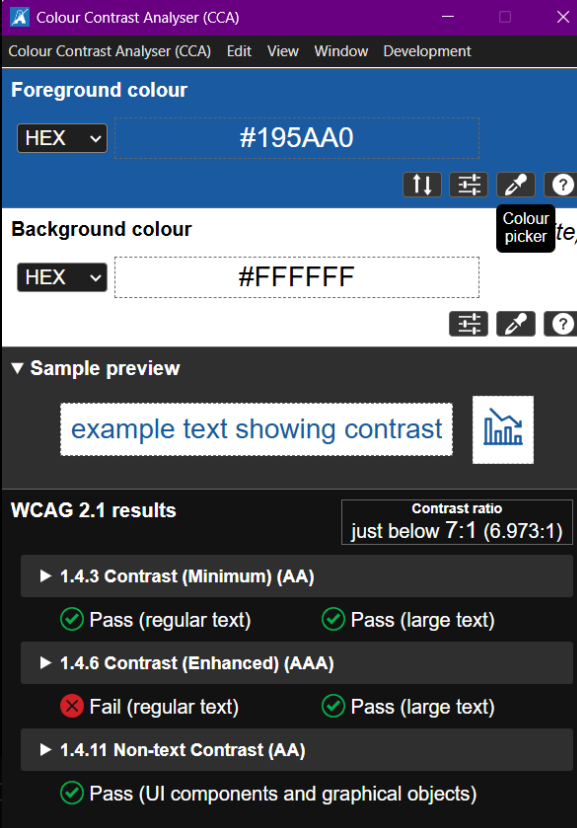 Colour Contrast Analyser (CCA)
Colour Contrast Analyser (CCA) Edit View Window Development
Foreground colour
HEX #195AA0
?
Colour
picker
Background colour
HEX #FFFFFF
?
Sample preview
example text showing contrast
WCAG 2.1 results
Contrast ratio
just below 7:1 (6.973:1)
1.4.3 Contrast (Minimum) (AA)
Pass (regular text) Pass (large text)
1.4.6 Contrast (Enhanced) (AAA)
Fail (regular text) Pass (large text)
1.4.11 Non-text Contrast (AA)
Pass (UI components and graphical objects)